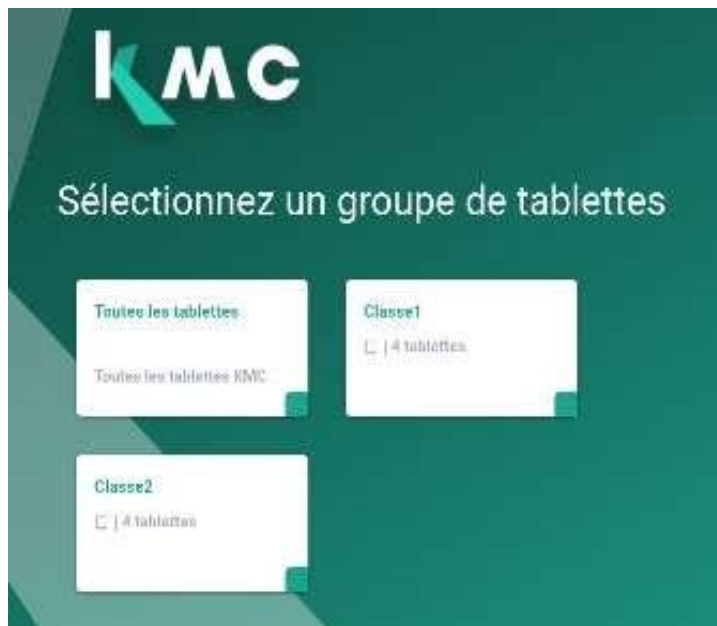 KMC
Sélectionnez un groupe de tablettes
Toutes les tablettes
Toutes les tablettes KMC
Classe1
| 4 tablettes
Classe2
| 4 tablettes